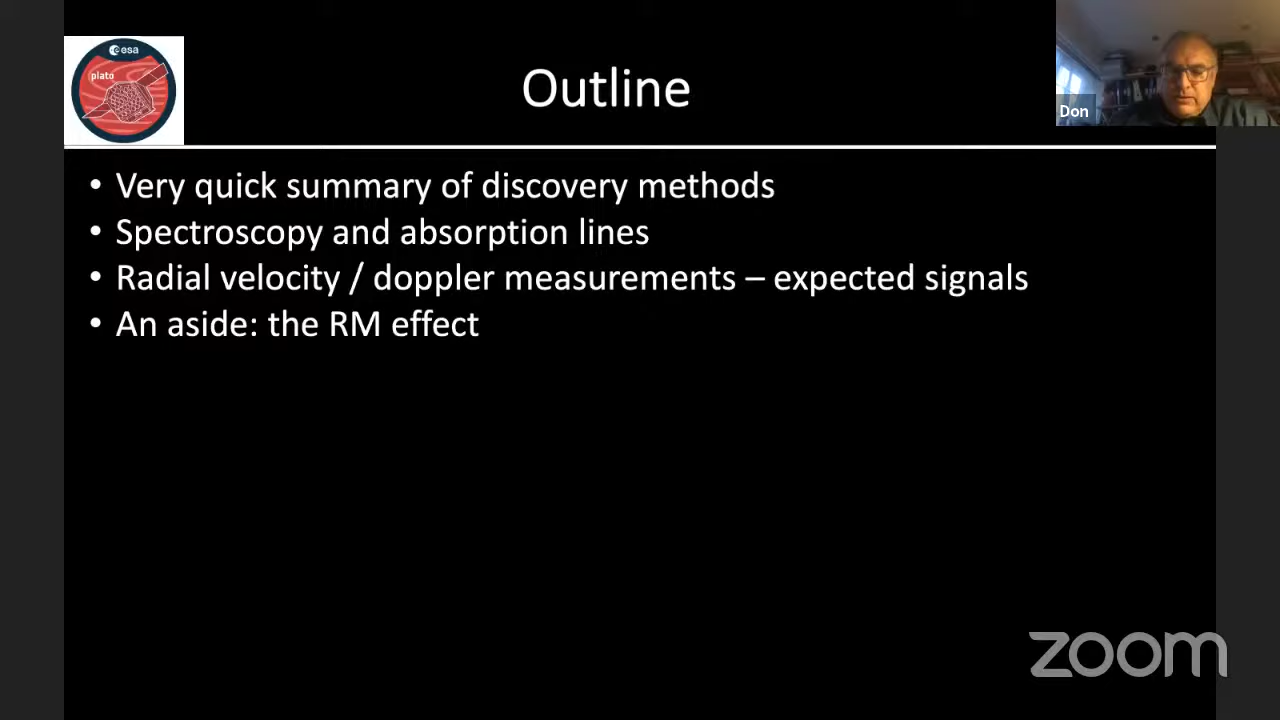 esa
plato
Outline
Don
• Very quick summary of discovery methods
• Spectroscopy and absorption lines
• Radial velocity / doppler measurements – expected signals
• An aside: the RM effect
zoom